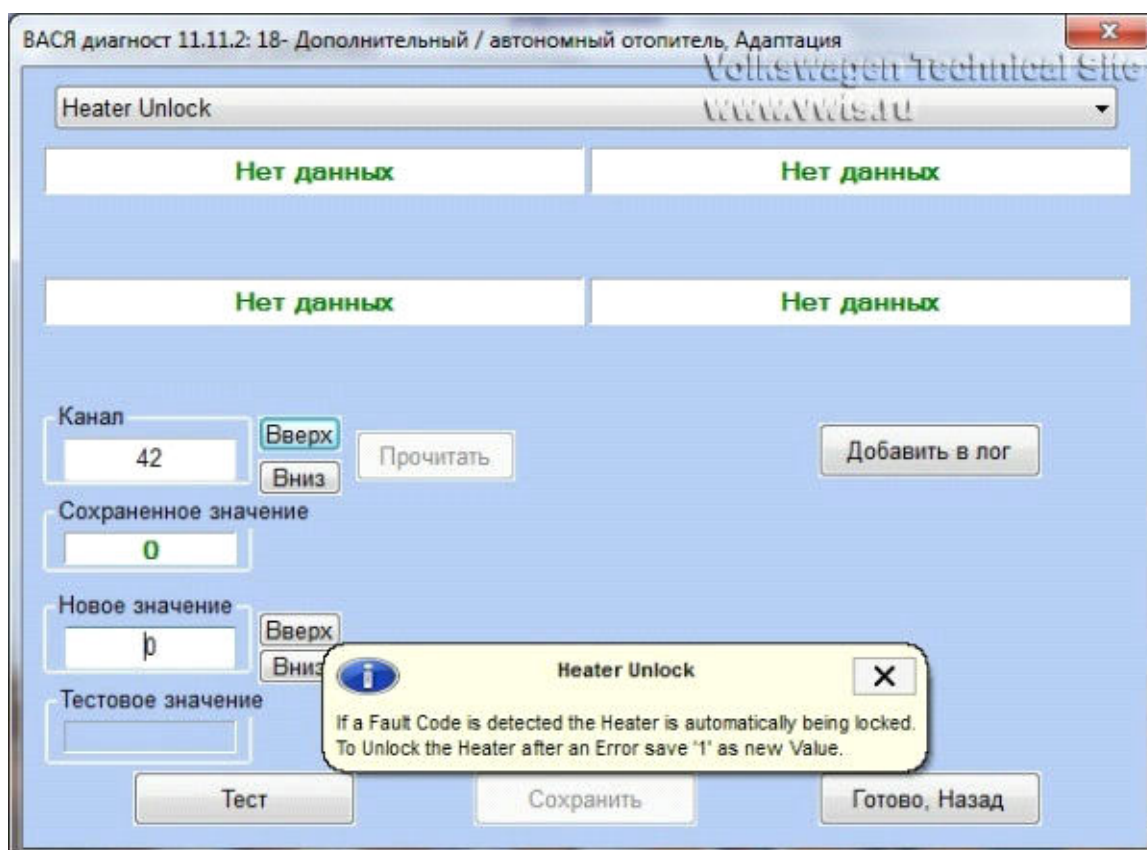 ВАСЯ диагност 11.11.2: 18- Дополнительный / автономный отопитель, Адаптация
Volkswagen Technical Site
www.vwts.ru
Heater Unlock
Нет данных Нет данных
Нет данных Нет данных
Канал
42
Вверх
Вниз
Прочитать
Добавить в лог
Сохраненное значение
0
Новое значение
0
Вверх
Вниз
Heater Unlock
If a Fault Code is detected the Heater is automatically being locked.
To Unlock the Heater after an Error save '1' as new Value.
Тестовое значение
Тест Сохранить Готово, Назад